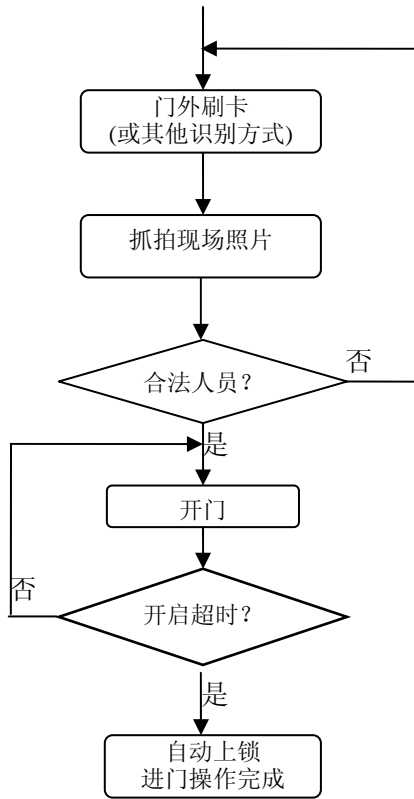 门外刷卡
(或其他识别方式)
抓拍现场照片
否
合法人员?
是
开门
否
开启超时?
是
自动上锁
进门操作完成